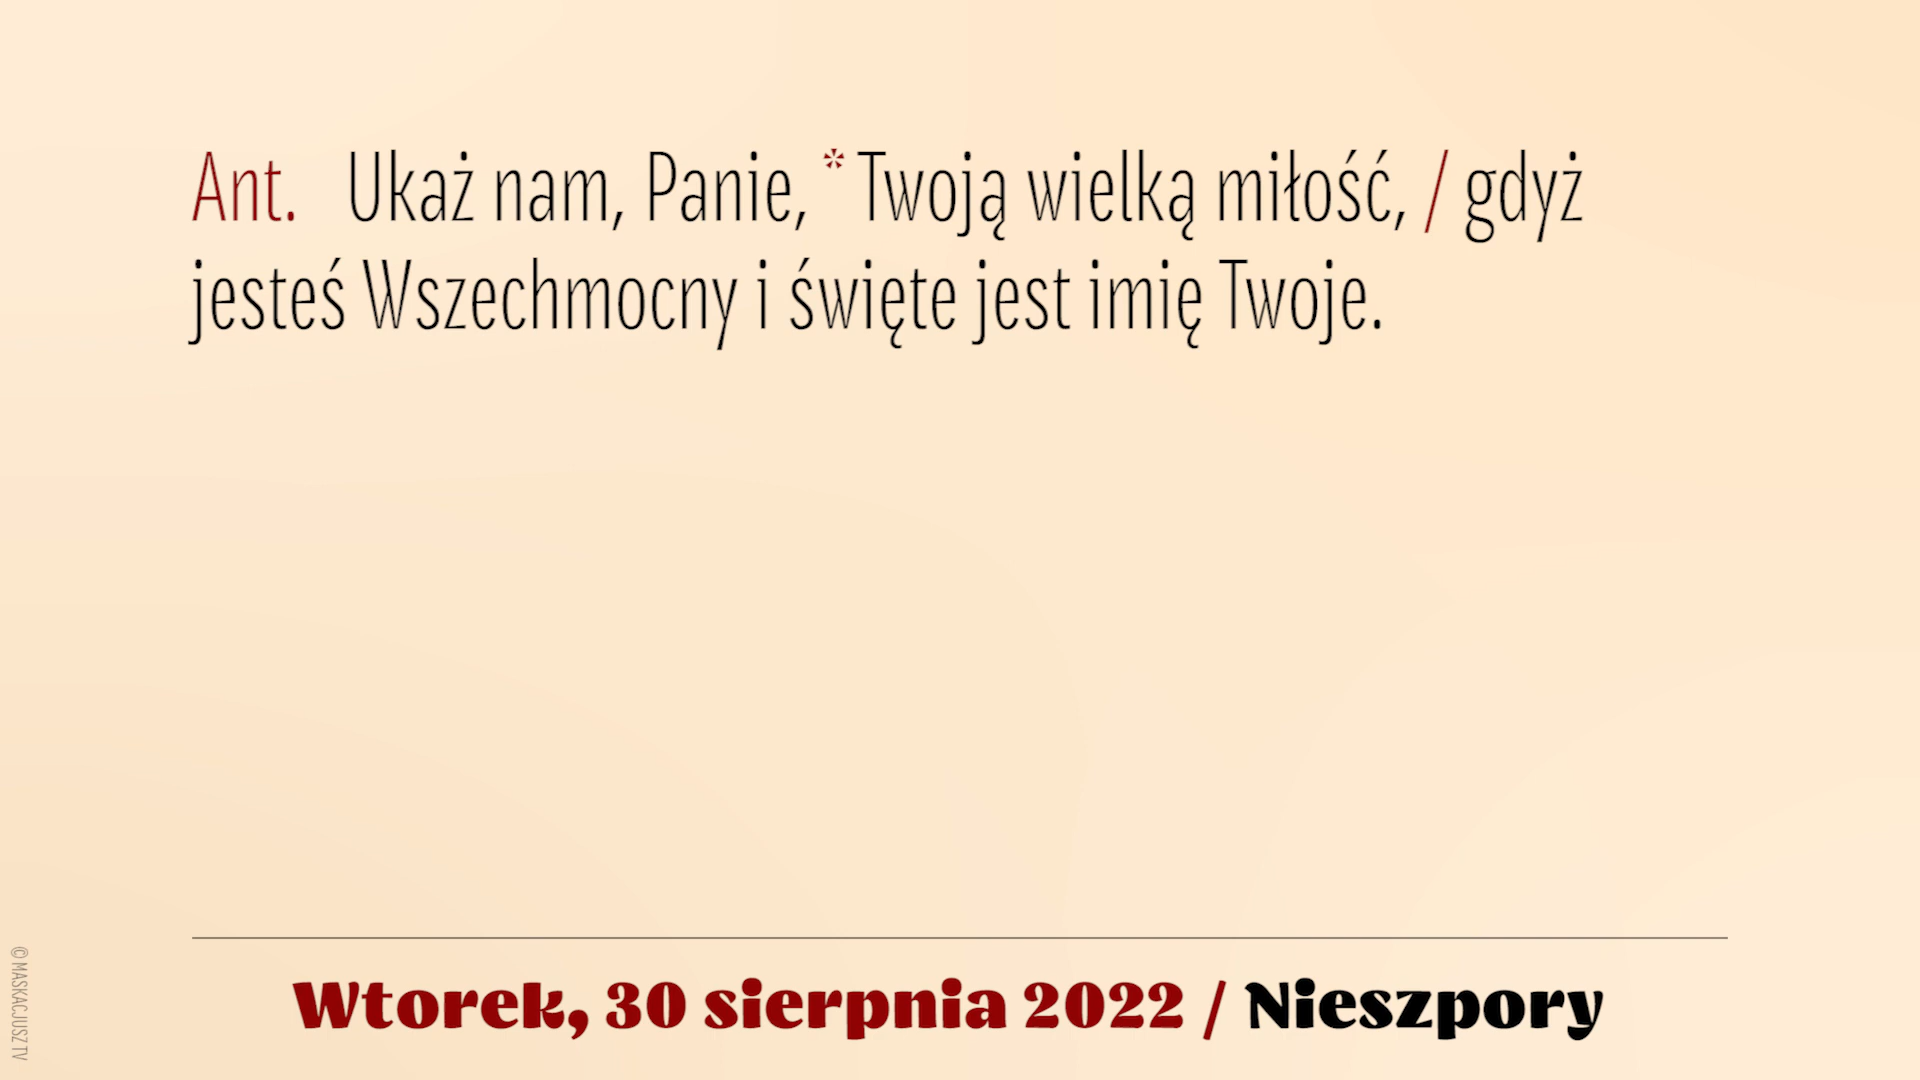 Ant. Ukaż nam, Panie, * Twoją wielką miłość, / gdyż
jesteś Wszechmocny i święte jest imię Twoje.
Wtorek, 30 sierpnia 2022 / Nieszpory
© MASKACJUSZ TV